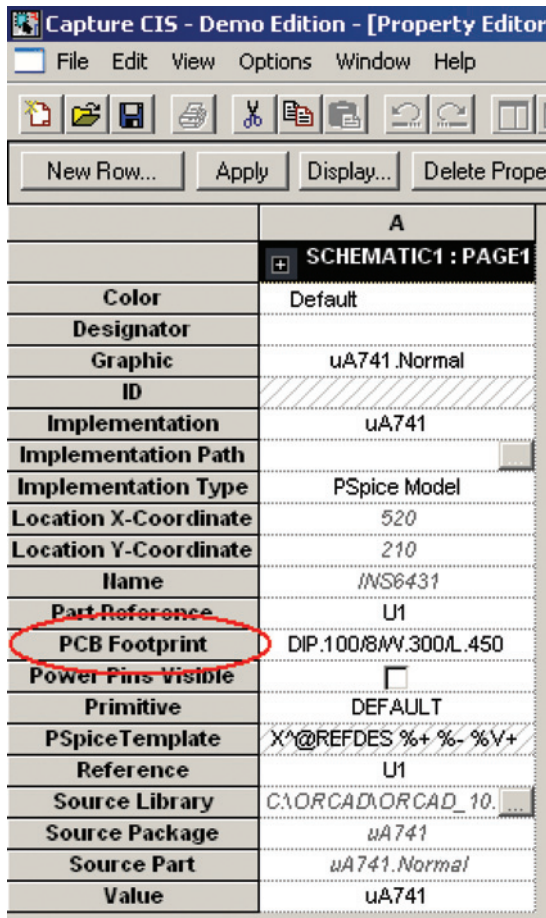 Capture CIS - Demo Edition - [Property Editor
File Edit View Options Window Help
New Row... Apply Display... Delete Prope
A
SCHEMATIC1 : PAGE1
Color Default
Designator
Graphic uA741.Normal
ID
Implementation uA741
Implementation Path ...
Implementation Type PSpice Model
Location X-Coordinate 520
Location Y-Coordinate 210
Name INS6431
Part Reference U1
PCB Footprint DIP.100/8/W.300/L.450
Power Pins Visible
Primitive DEFAULT
PSpiceTemplate X^@REFDES %+ %- %V+
Reference U1
Source Library C:\ORCAD\ORCAD_10. ...
Source Package uA741
Source Part uA741.Normal
Value uA741